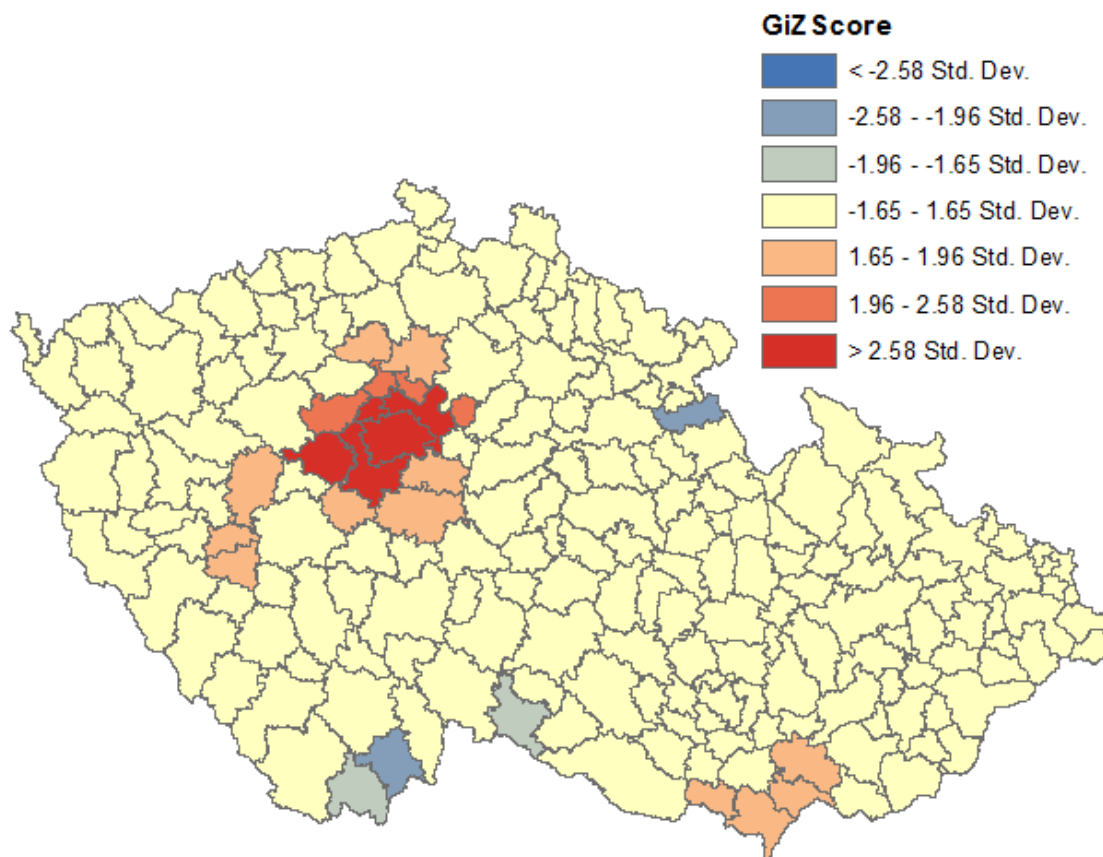 GiZ Score
< -2.58 Std. Dev.
-2.58 - -1.96 Std. Dev.
-1.96 - -1.65 Std. Dev.
-1.65 - 1.65 Std. Dev.
1.65 - 1.96 Std. Dev.
1.96 - 2.58 Std. Dev.
> 2.58 Std. Dev.